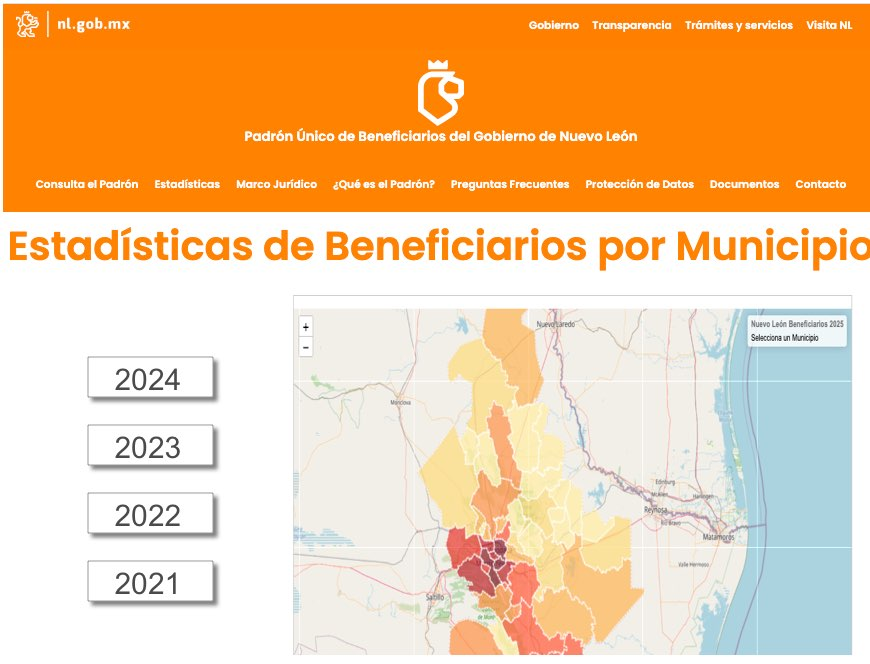 nl.gob.mx
Gobierno Transparencia Trámites y servicios Visita NL
Padrón Único de Beneficiarios del Gobierno de Nuevo León
Consulta el Padrón Estadísticas Marco Jurídico ¿Qué es el Padrón? Preguntas Frecuentes Protección de Datos Documentos Contacto
Estadísticas de Beneficiarios por Municipio
2024
2023
2022
2021
+
−
Nuevo León Beneficiarios 2025
Selecciona un Municipio
Nuevo Laredo
Monclova
Edinburg
McAllen Harlingen
Reynosa
Río Bravo
Matamoros
Valle Hermoso
Saltillo